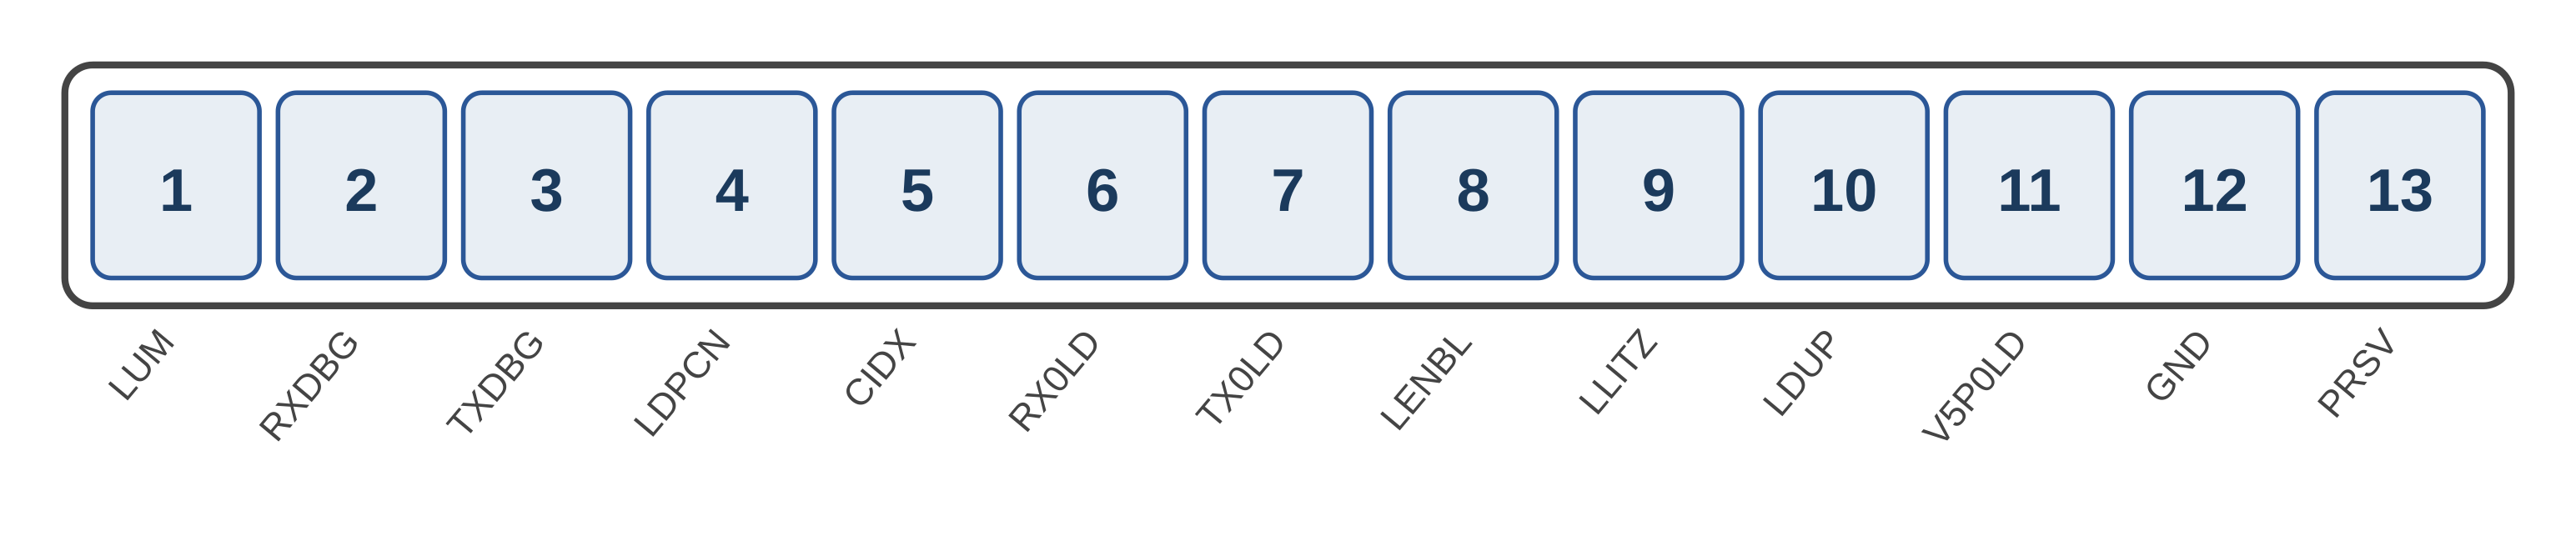 1 2 3 4 5 6 7 8 9 10 11 12 13
LUM RXDBG TXDBG LDPCN CIDX RX0LD TX0LD LENBL LLITZ LDUP V5P0LD GND PRSV